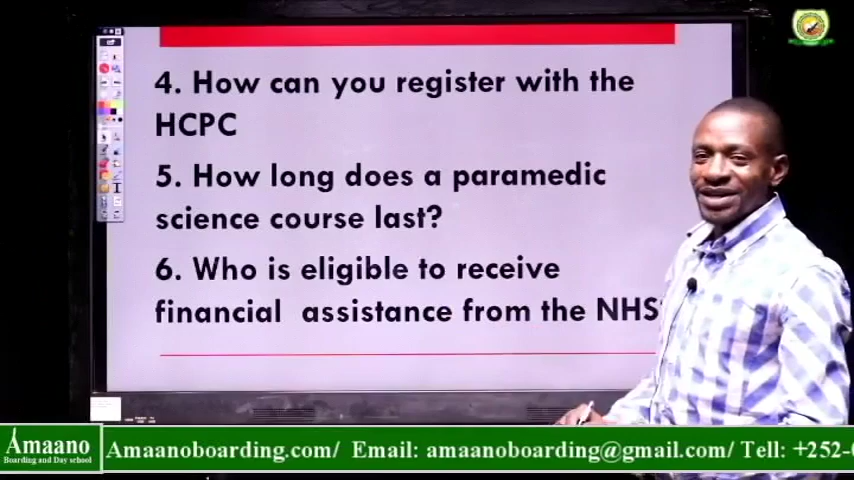 4. How can you register with the
HCPC
5. How long does a paramedic
science course last?
6. Who is eligible to receive
financial  assistance from the NHS
Amaano
Boarding and Day school
Amaanoboarding.com/ Email: amaanoboarding@gmail.com/ Tell: +252-